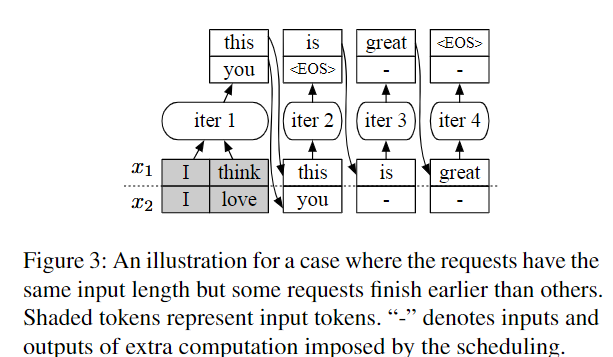 this is great <EOS>
you <EOS> - -
iter 1 iter 2 iter 3 iter 4
x1 I think this is great
x2 I love you - -
Figure 3: An illustration for a case where the requests have the
same input length but some requests finish earlier than others.
Shaded tokens represent input tokens. “-” denotes inputs and
outputs of extra computation imposed by the scheduling.